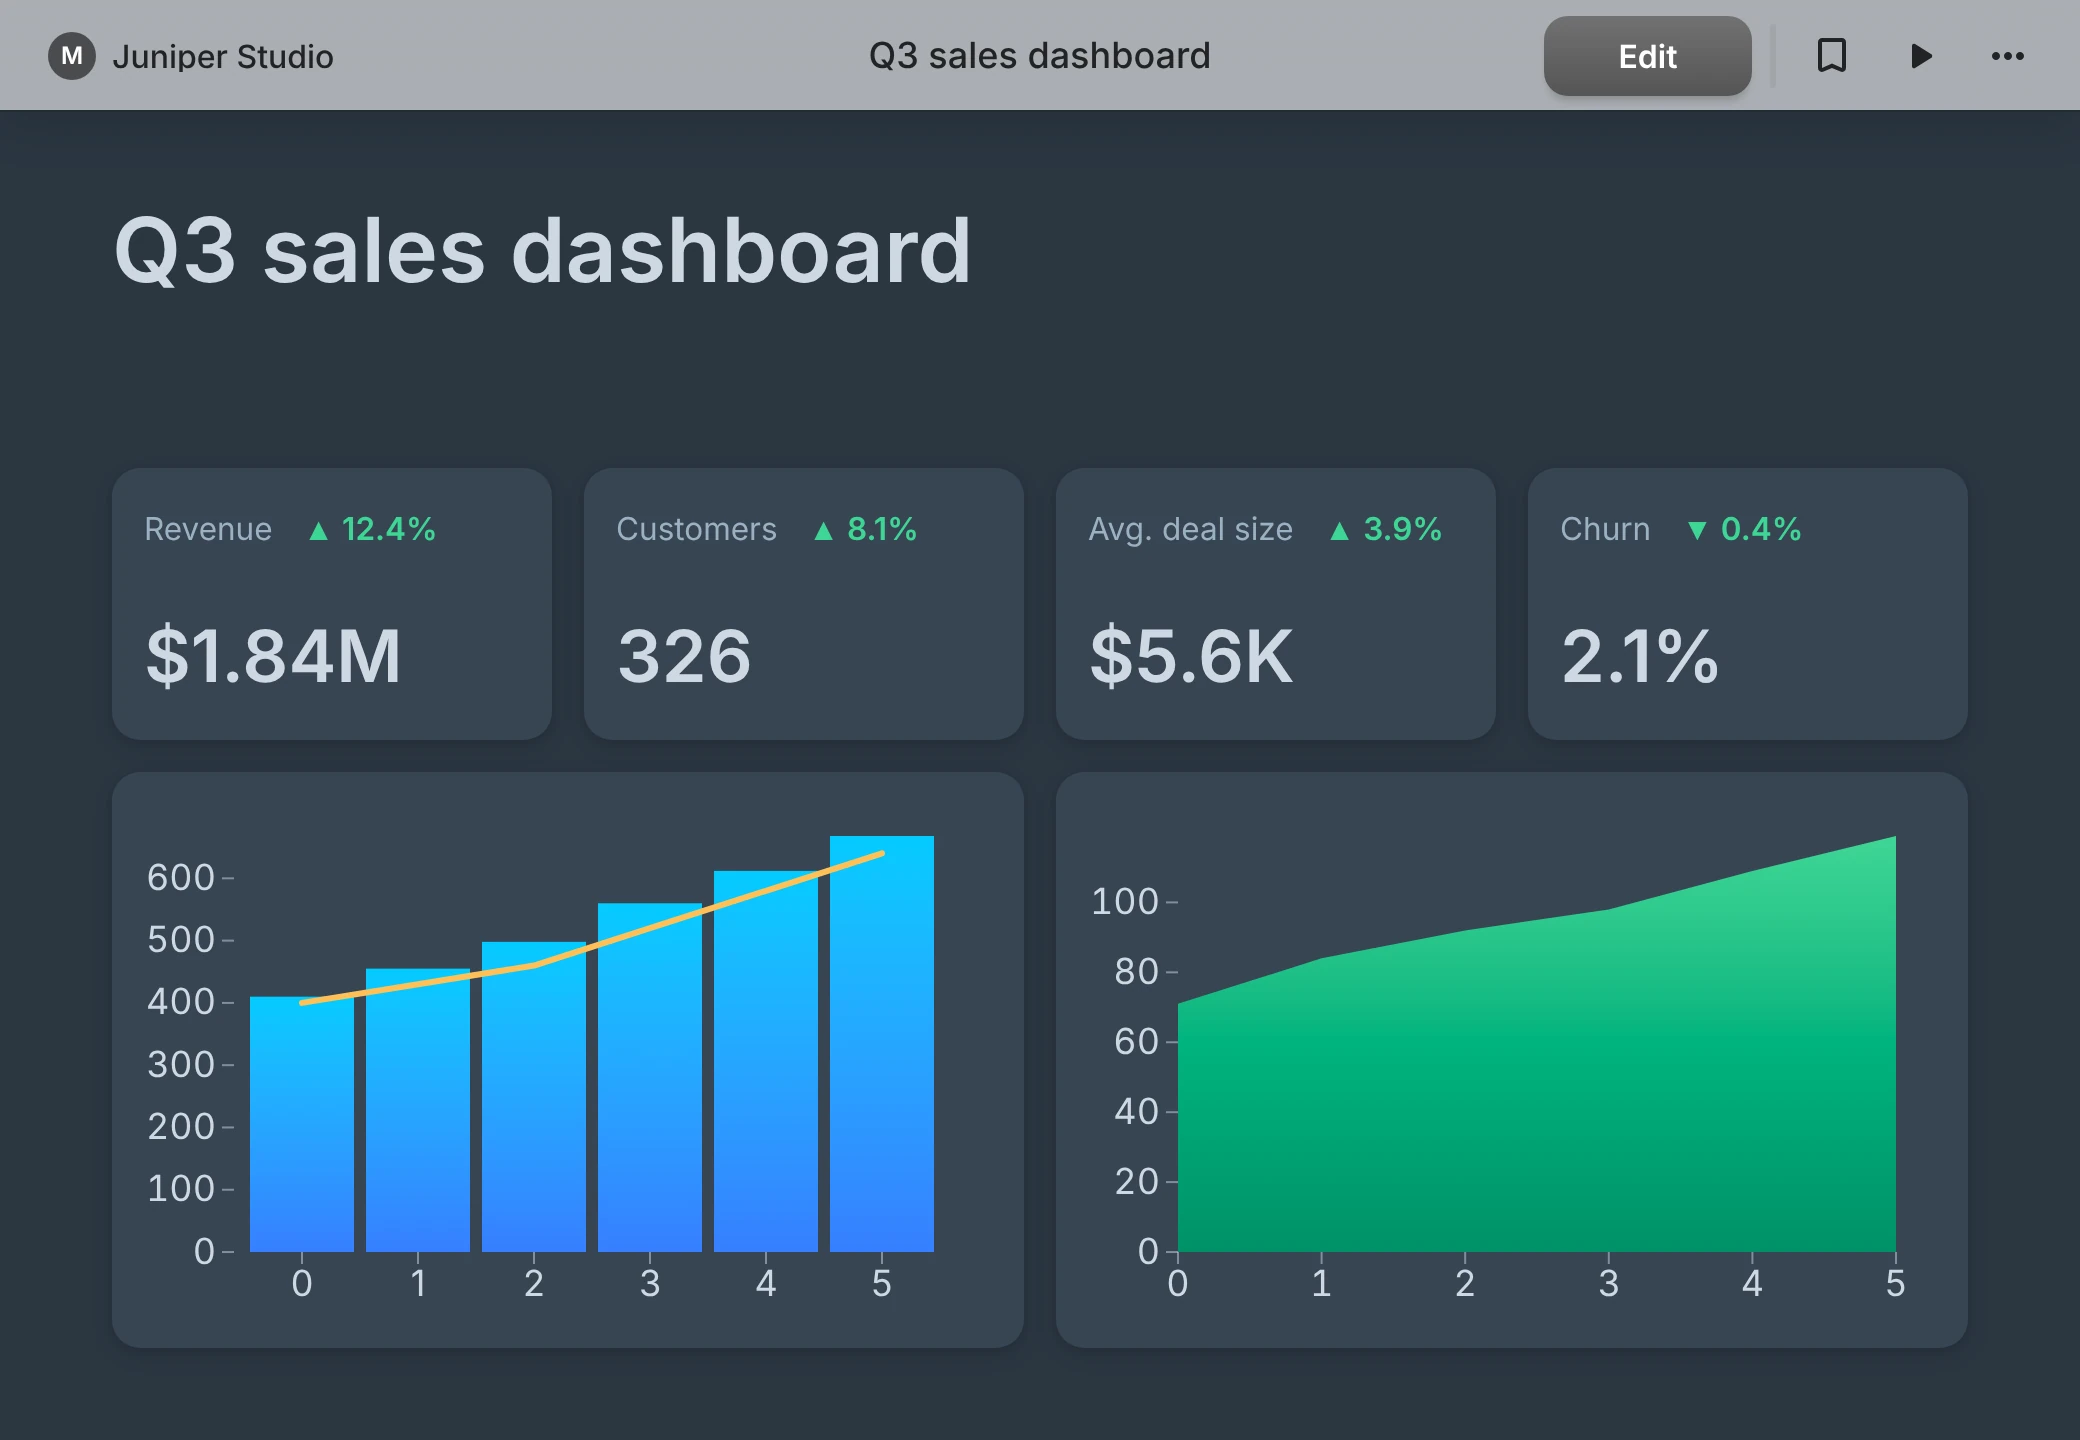 M Juniper Studio
Q3 sales dashboard
Edit
Q3 sales dashboard
Revenue ▲ 12.4%
$1.84M
Customers ▲ 8.1%
326
Avg. deal size ▲ 3.9%
$5.6K
Churn ▼ 0.4%
2.1%
600
500
400
300
200
100
0
0 1 2 3 4 5
100
80
60
40
20
0
0 1 2 3 4 5